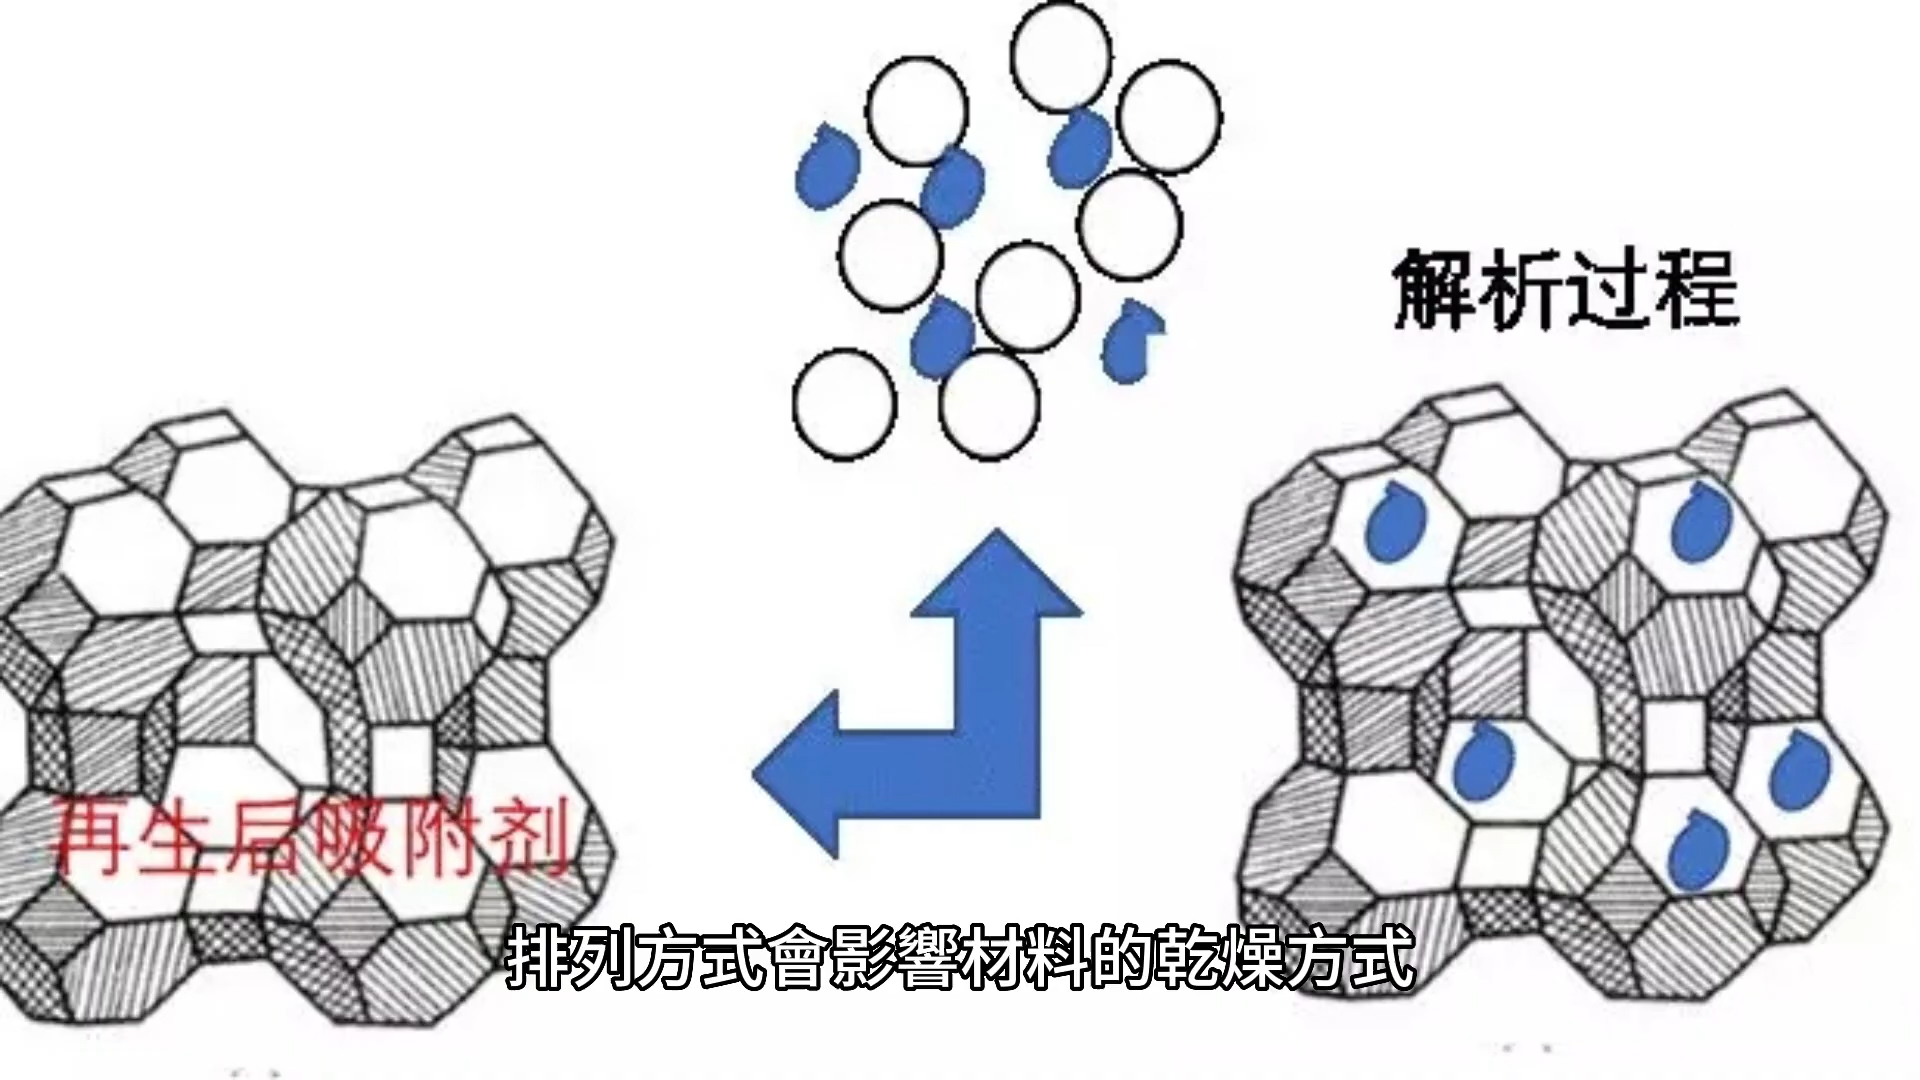 解析过程
再生后吸附剂
排列方式會影響材料的乾燥方式